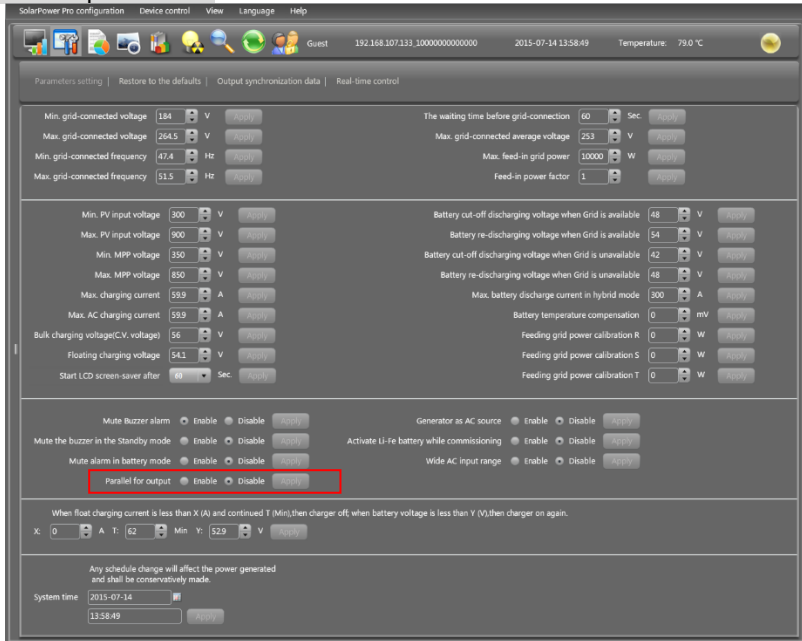 SolarPower Pro configuration Device control View Language Help
Guest 192.168.107.133_10000000000000 2015-07-14 13:58:49 Temperature: 79.0 ℃
Parameters setting | Restore to the defaults | Output synchronization data | Real-time control
Min. grid-connected voltage 184 V Apply The waiting time before grid-connection 60 Sec. Apply
Max. grid-connected voltage 264.5 V Apply Max. grid-connected average voltage 253 V Apply
Min. grid-connected frequency 47.4 Hz Apply Max. feed-in grid power 10000 W Apply
Max. grid-connected frequency 51.5 Hz Apply Feed-in power factor 1 Apply
Min. PV input voltage 300 V Apply Battery cut-off discharging voltage when Grid is available 48 V Apply
Max. PV input voltage 900 V Apply Battery re-discharging voltage when Grid is available 54 V Apply
Min. MPP voltage 350 V Apply Battery cut-off discharging voltage when Grid is unavailable 42 V Apply
Max. MPP voltage 850 V Apply Battery re-discharging voltage when Grid is unavailable 48 V Apply
Max. charging current 59.9 A Apply Max. battery discharge current in hybrid mode 300 A Apply
Max. AC charging current 59.9 A Apply Battery temperature compensation 0 mV Apply
Bulk charging voltage(C.V. voltage) 56 V Apply Feeding grid power calibration R 0 W Apply
Floating charging voltage 54.1 V Apply Feeding grid power calibration S 0 W Apply
Start LCD screen-saver after 60 Sec. Apply Feeding grid power calibration T 0 W Apply
Mute Buzzer alarm Enable Disable Apply Generator as AC source Enable Disable Apply
Mute the buzzer in the Standby mode Enable Disable Apply Activate Li-Fe battery while commissioning Enable Disable Apply
Mute alarm in battery mode Enable Disable Apply Wide AC input range Enable Disable Apply
Parallel for output Enable Disable Apply
When float charging current is less than X (A) and continued T (Min),then charger off, when battery voltage is less than Y (V),then charger on again.
X: 0 A T: 62 Min Y: 52.9 V Apply
Any schedule change will affect the power generated
and shall be conservatively made.
System time 2015-07-14
13:58:49 Apply